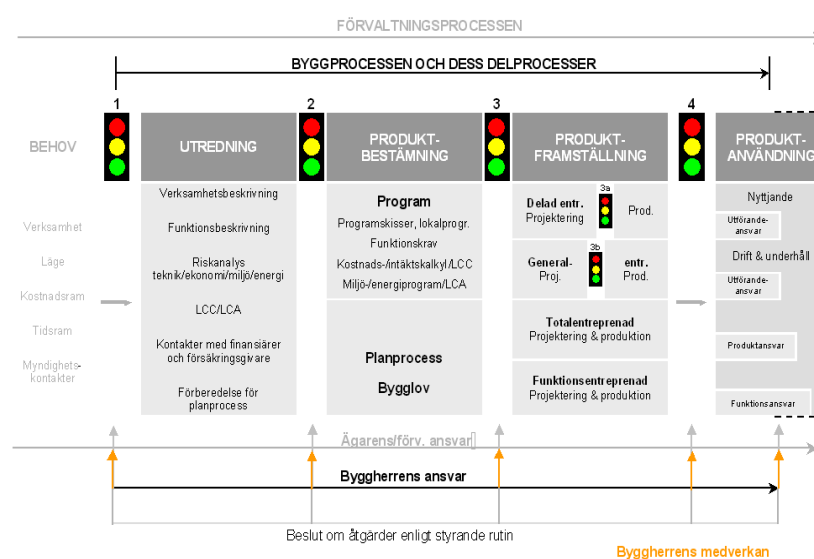 FÖRVALTNINGSPROCESSEN
BYGGPROCESSEN OCH DESS DELPROCESSER
1
2
3
4
BEHOV
UTREDNING
PRODUKT-
BESTÄMNING
PRODUKT-
FRAMSTÄLLNING
PRODUKT-
ANVÄNDNING
Verksamhet
Läge
Kostnadsram
Tidsram
Myndighets-
kontakter
Verksamhetsbeskrivning
Funktionsbeskrivning
Riskanalys
teknik/ekonomi/miljö/energi
LCC/LCA
Kontakter med finansiärer
och försäkringsgivare
Förberedelse för
planprocess
Program
Programskisser, lokalprogr.
Funktionskrav
Kostnads-/intäktskalkyl/LCC
Miljö-/energiprogram/LCA
Planprocess
Bygglov
Delad entr.
Projektering
3a
Prod.
General-
Proj.
3b
entr.
Prod.
Totalentreprenad
Projektering & produktion
Funktionsentreprenad
Projektering & produktion
Nyttjande
Utförande-
ansvar
Drift & underhåll
Utförande-
ansvar
Produktansvar
Funktionsansvar
Ägarens/förv. ansvar
Byggherrens ansvar
Beslut om åtgärder enligt styrande rutin
Byggherrens medverkan